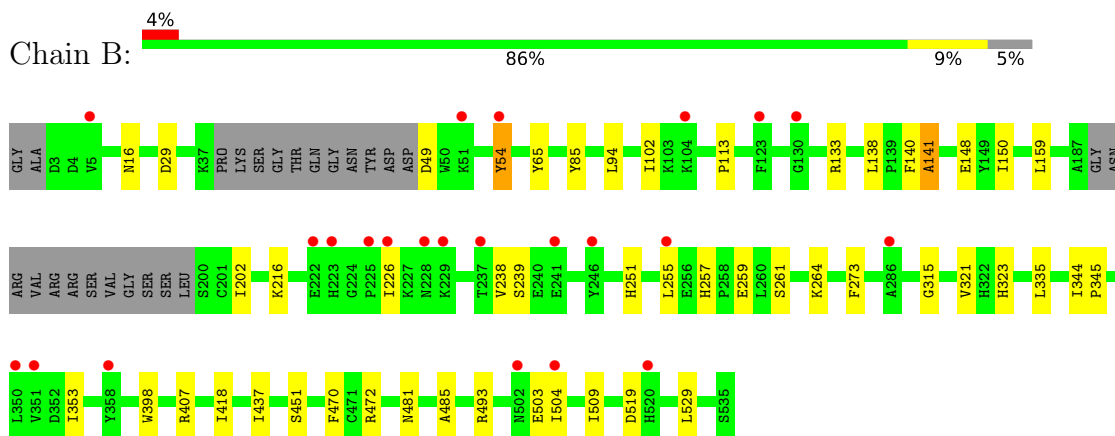 4%
Chain B:
86% 9% 5%
GLY ALA D3 D4 V5 N16 D29 K37 PRO LYS SER GLY THR GLN GLY ASN TYR ASP ASP D49 W50 K51 Y54 Y65 Y85 L94 I102 K103 K104 P113 F123 G130 R133 L138 P139 F140 A141 E148 Y149 I150 L159 A187 GLY ASN
ARG VAL ARG ARG SER VAL GLY SER SER LEU S200 C201 I202 K216 E222 H223 G224 P225 I226 K227 N228 K229 T237 V238 S239 E240 E241 Y246 H251 L255 E256 H257 P258 E259 L260 S261 K264 F273 A286 G315 V321 H322 H323 L335 I344 P345
L350 V351 D352 I353 Y358 W398 R407 I418 I437 S451 F470 C471 R472 N481 A485 R493 N502 E503 I504 I509 D519 H520 L529 S535